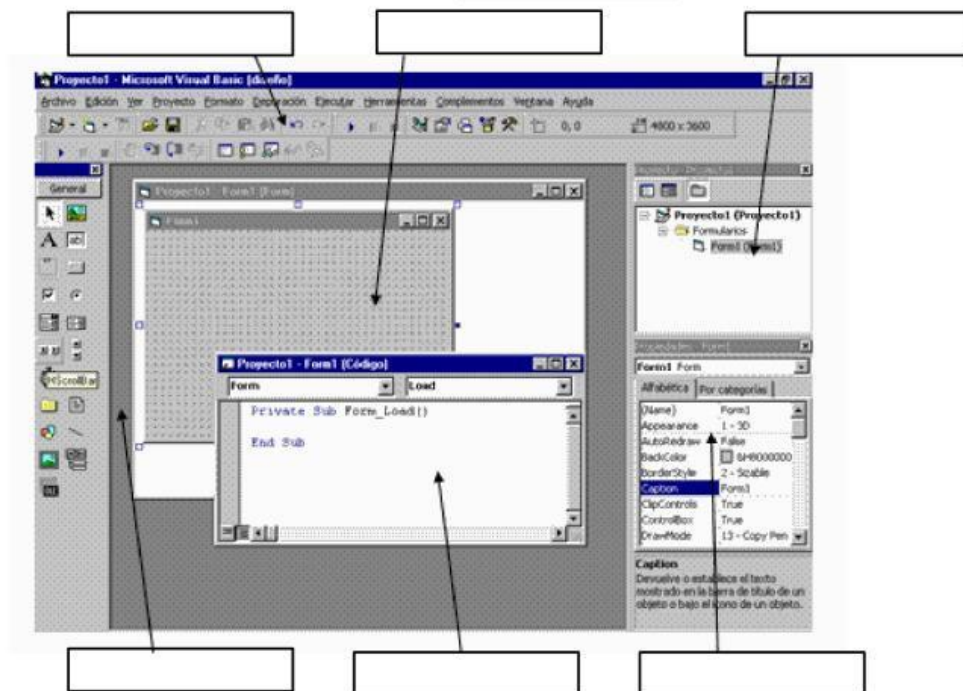 Proyecto1 - Microsoft Visual Basic [diseño]
Archivo Edición Ver Proyecto Formato Depuración Ejecutar Herramientas Complementos Ventana Ayuda
0, 0 4800 x 3600
General
Proyecto1 - Form1 (Form)
Form1
Proyecto1 (Proyecto1)
Formularios
Form1 (Form1)
HScrollBar
Proyecto1 - Form1 (Código)
Form Load
Private Sub Form_Load()
End Sub
Propiedades - Form1
Form1 Form
Alfabética Por categorías
(Name) Form1
Appearance 1 - 3D
AutoRedraw False
BackColor &H8000000
BorderStyle 2 - Sizable
Caption Form1
ClipControls True
ControlBox True
DrawMode 13 - Copy Pen
Caption
Devuelve o establece el texto
mostrado en la barra de título de un
objeto o bajo el icono de un objeto.